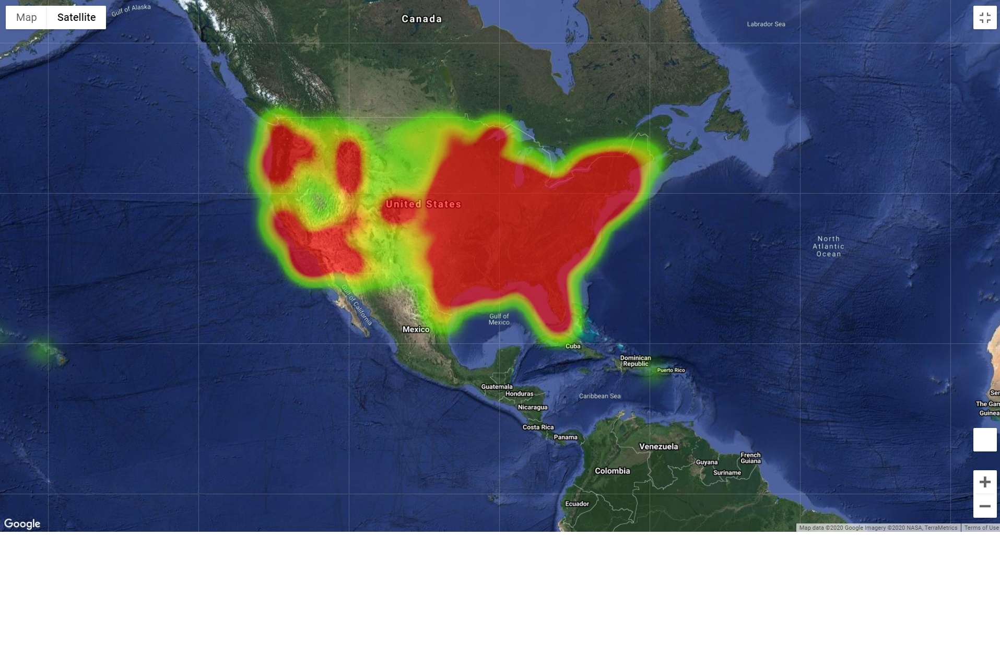 Map
Satellite
Gulf of Alaska
Canada
Labrador Sea
United States
North
Atlantic
Ocean
Gulf of California
Gulf of
Mexico
Mexico
Cuba
Dominican
Republic
Puerto Rico
Guatemala
Honduras
Caribbean Sea
Nicaragua
Costa Rica
Panama
Sen
The Gam
Guinea
Venezuela
Guyana
French
Guiana
Suriname
Colombia
Ecuador
Google
Map data ©2020 Google Imagery ©2020 NASA, TerraMetrics
Terms of Use